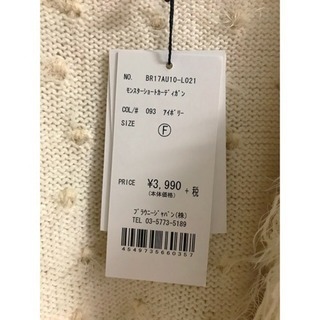 NO. BR17AU10-L021
ﾓﾝｽﾀｰｼｮｰﾄｶｰﾃﾞｨｶﾞﾝ
COL/# 093 ｱｲﾎﾞﾘｰ
SIZE F
PRICE ¥3,990 + 税
(本体価格)
ﾌﾞﾗｳﾆｰｼﾞｬﾊﾟﾝ(株)
TEL 03-5773-5189
4549735660357